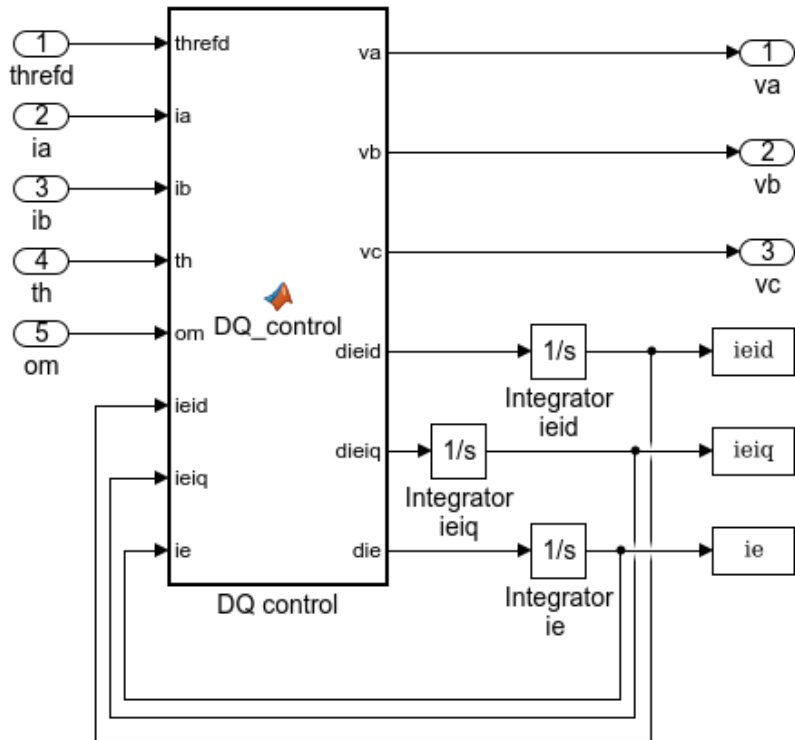 1
threfd
2
ia
3
ib
4
th
5
om
threfd
ia
ib
th
om
ieid
ieiq
ie
DQ_control
va
vb
vc
dieid
dieiq
die
DQ control
1/s
Integrator
ieid
1/s
Integrator
ieiq
1/s
Integrator
ie
1
va
2
vb
3
vc
ieid
ieiq
ie